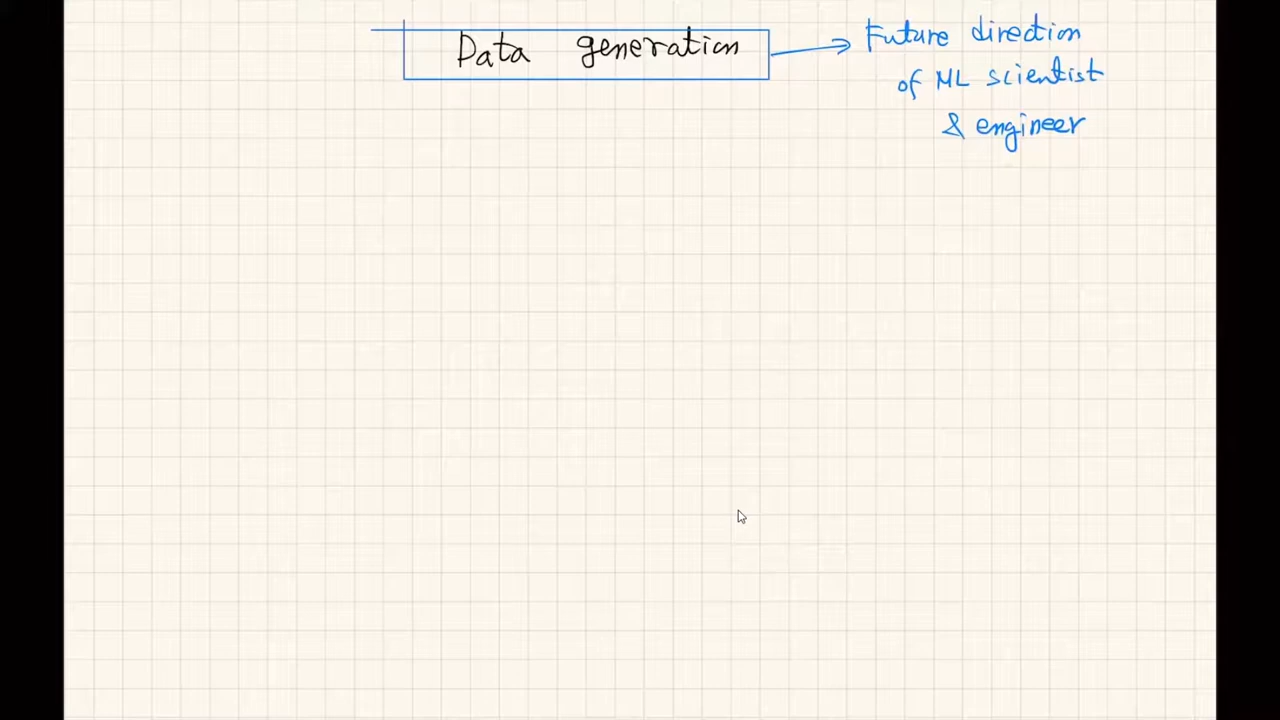 Data generation
Future direction
of ML scientist
& engineer